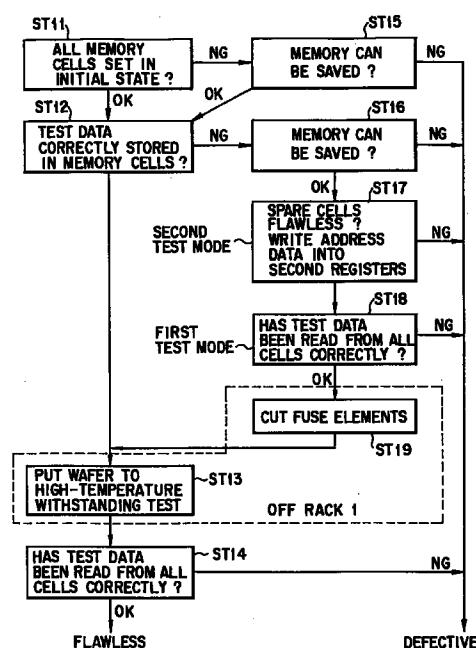 ST11
ALL MEMORY
CELLS SET IN
INITIAL STATE ?
NG
ST15
MEMORY CAN
BE SAVED ?
NG
OK
OK
ST12
TEST DATA
CORRECTLY STORED
IN MEMORY CELLS ?
NG
ST16
MEMORY CAN
BE SAVED ?
NG
OK
ST17
SECOND
TEST MODE
SPARE CELLS
FLAWLESS ?
WRITE ADDRESS
DATA INTO
SECOND REGISTERS
NG
ST18
FIRST
TEST MODE
HAS TEST DATA
BEEN READ FROM ALL
CELLS CORRECTLY ?
NG
OK
CUT FUSE ELEMENTS
ST19
PUT WAFER TO
HIGH-TEMPERATURE
WITHSTANDING TEST
ST13
OFF RACK 1
HAS TEST DATA
BEEN READ FROM ALL
CELLS CORRECTLY ?
ST14
NG
OK
FLAWLESS
DEFECTIVE